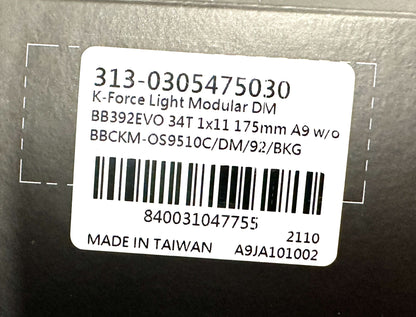 313-0305475030
K-Force Light Modular DM
BB392EVO 34T 1x11 175mm A9 w/o
BBCKM-OS9510C/DM/92/BKG
840031047755
2110
MADE IN TAIWAN A9JA101002